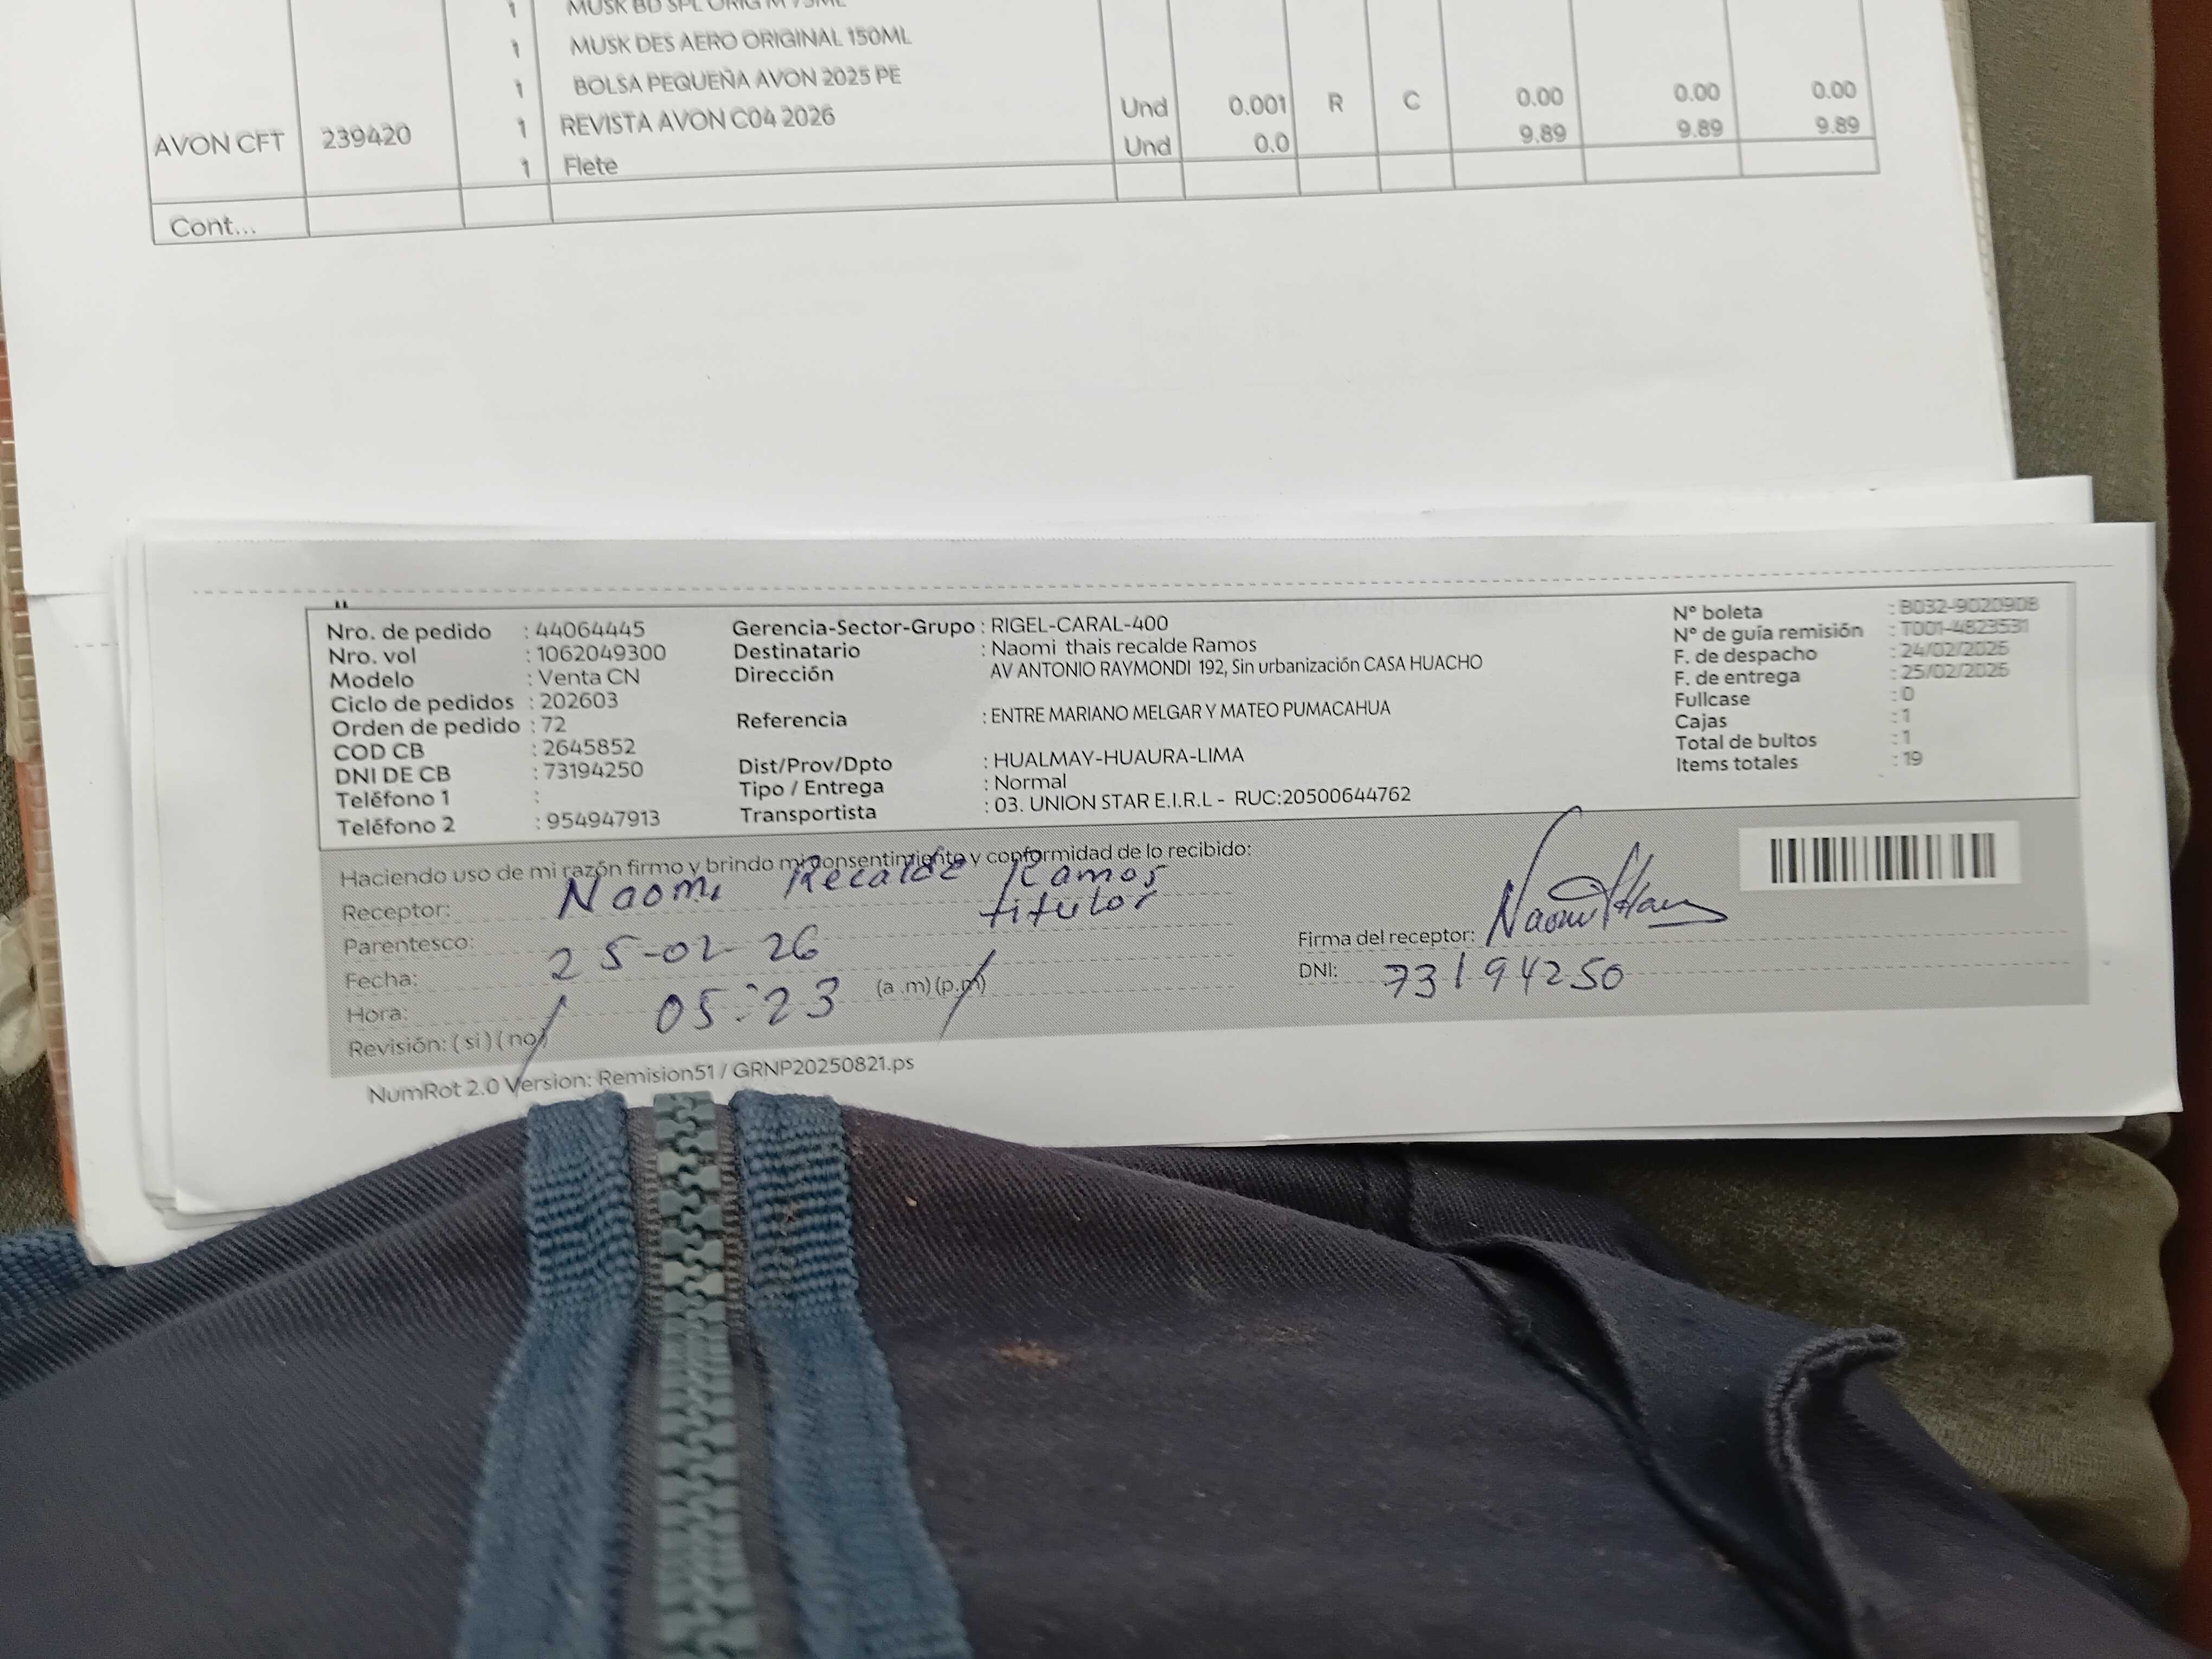 1 MUSK BD SPL ORIG M 75ML
1 MUSK DES AERO ORIGINAL 150ML
1 BOLSA PEQUEÑA AVON 2025 PE
AVON CFT 239420 1 REVISTA AVON C04 2026 Und 0.001 R C 0.00 0.00 0.00
1 Flete Und 0.0 9.89 9.89 9.89
Cont...
Nro. de pedido : 44064445
Nro. vol : 1062049300
Modelo : Venta CN
Ciclo de pedidos : 202603
Orden de pedido : 72
COD CB : 2645852
DNI DE CB : 73194250
Teléfono 1 :
Teléfono 2 : 954947913
Gerencia-Sector-Grupo : RIGEL-CARAL-400
Destinatario : Naomi thais recalde Ramos
Dirección AV ANTONIO RAYMONDI 192, Sin urbanización CASA HUACHO
Referencia : ENTRE MARIANO MELGAR Y MATEO PUMACAHUA
Dist/Prov/Dpto : HUALMAY-HUAURA-LIMA
Tipo / Entrega : Normal
Transportista : 03. UNION STAR E.I.R.L - RUC:20500644762
N° boleta : B032-9020908
N° de guía remisión : T001-4823531
F. de despacho : 24/02/2026
F. de entrega : 25/02/2026
Fullcase : 0
Cajas : 1
Total de bultos : 1
Items totales : 19
Haciendo uso de mi razón firmo y brindo mi consentimiento y conformidad de lo recibido:
Receptor: Naomi Recalde Ramos
Parentesco: titular
Fecha: 25-02-26
Hora: 05:23 (a .m) (p.m)
Revisión: ( si ) ( no)
Firma del receptor:
DNI: 73194250
NumRot 2.0 Version: Remision51 / GRNP20250821.ps